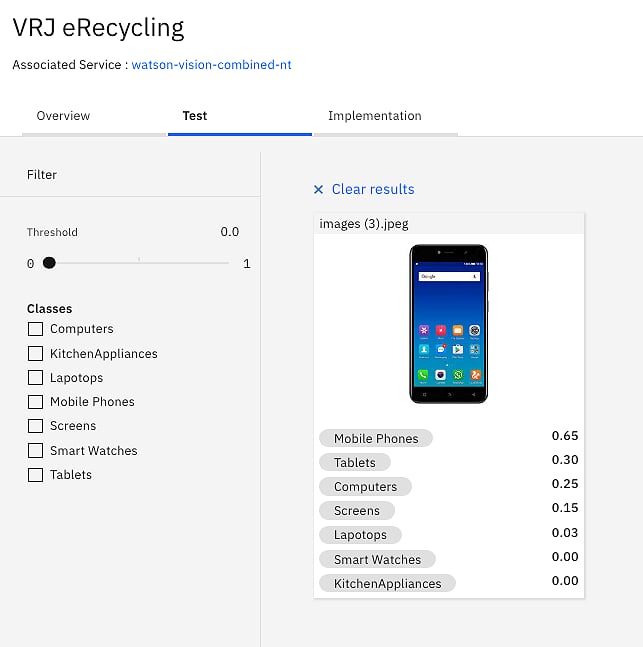 VRJ eRecycling
Associated Service : watson-vision-combined-nt
Overview
Test
Implementation
Filter
Threshold 0.0
0 1
Classes
Computers
KitchenAppliances
Lapotops
Mobile Phones
Screens
Smart Watches
Tablets
× Clear results
images (3).jpeg
Google
Mobile Phones 0.65
Tablets 0.30
Computers 0.25
Screens 0.15
Lapotops 0.03
Smart Watches 0.00
KitchenAppliances 0.00